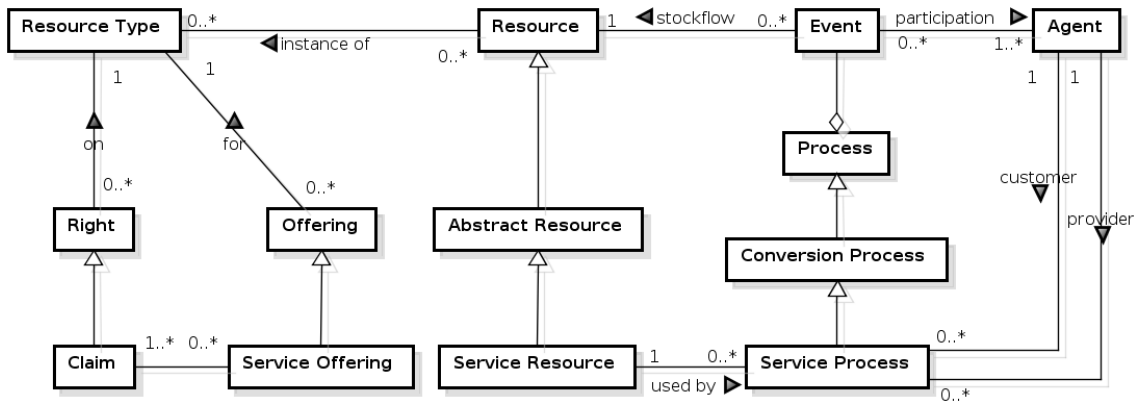 Resource Type
0..*
instance of
0..*
Resource
1
stockflow
0..*
Event
participation
0..*
1..*
Agent
1
1
1
1
on
for
customer
provider
Process
0..*
0..*
Right
Offering
Abstract Resource
Conversion Process
Claim
1..*
0..*
Service Offering
Service Resource
1
0..*
used by
Service Process
0..*
0..*